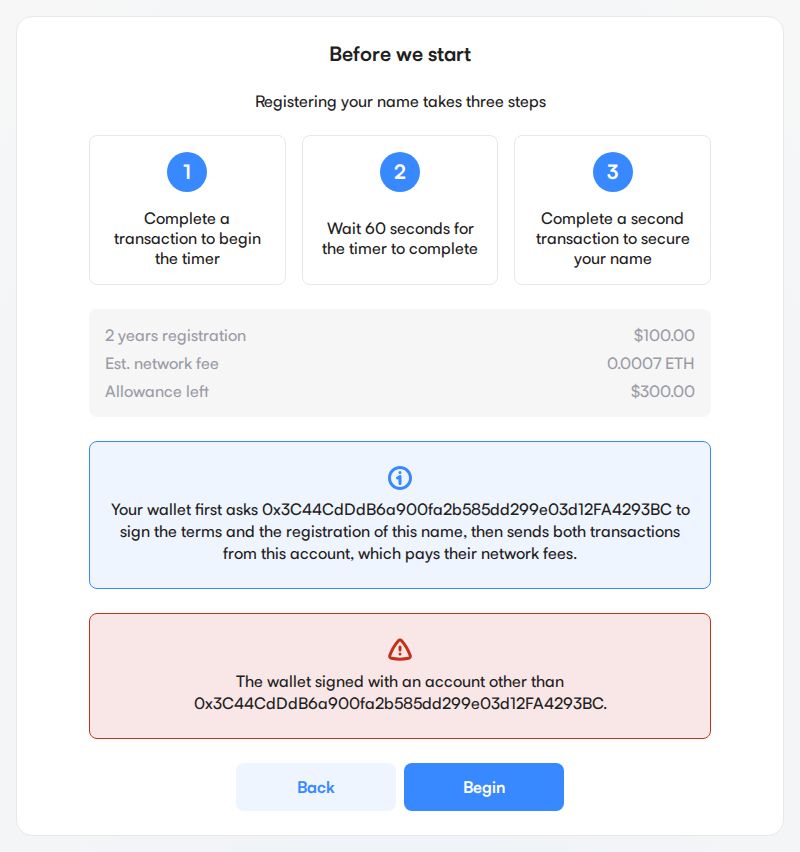 Before we start
Registering your name takes three steps
1
Complete a
transaction to begin
the timer
2
Wait 60 seconds for
the timer to complete
3
Complete a second
transaction to secure
your name
2 years registration $100.00
Est. network fee 0.0007 ETH
Allowance left $300.00
Your wallet first asks 0x3C44CdDdB6a900fa2b585dd299e03d12FA4293BC to
sign the terms and the registration of this name, then sends both transactions
from this account, which pays their network fees.
The wallet signed with an account other than
0x3C44CdDdB6a900fa2b585dd299e03d12FA4293BC.
Back
Begin